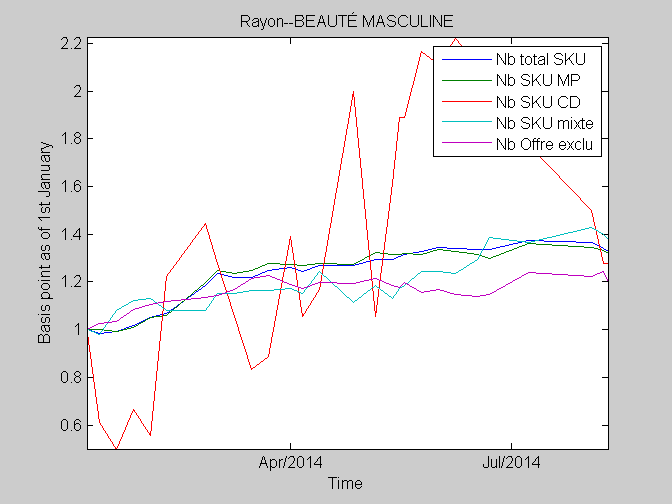 Rayon--BEAUTÉ MASCULINE
2.2
2
1.8
1.6
1.4
1.2
1
0.8
0.6
Basis point as of 1st January
Nb total SKU
Nb SKU MP
Nb SKU CD
Nb SKU mixte
Nb Offre exclu
Apr/2014
Jul/2014
Time